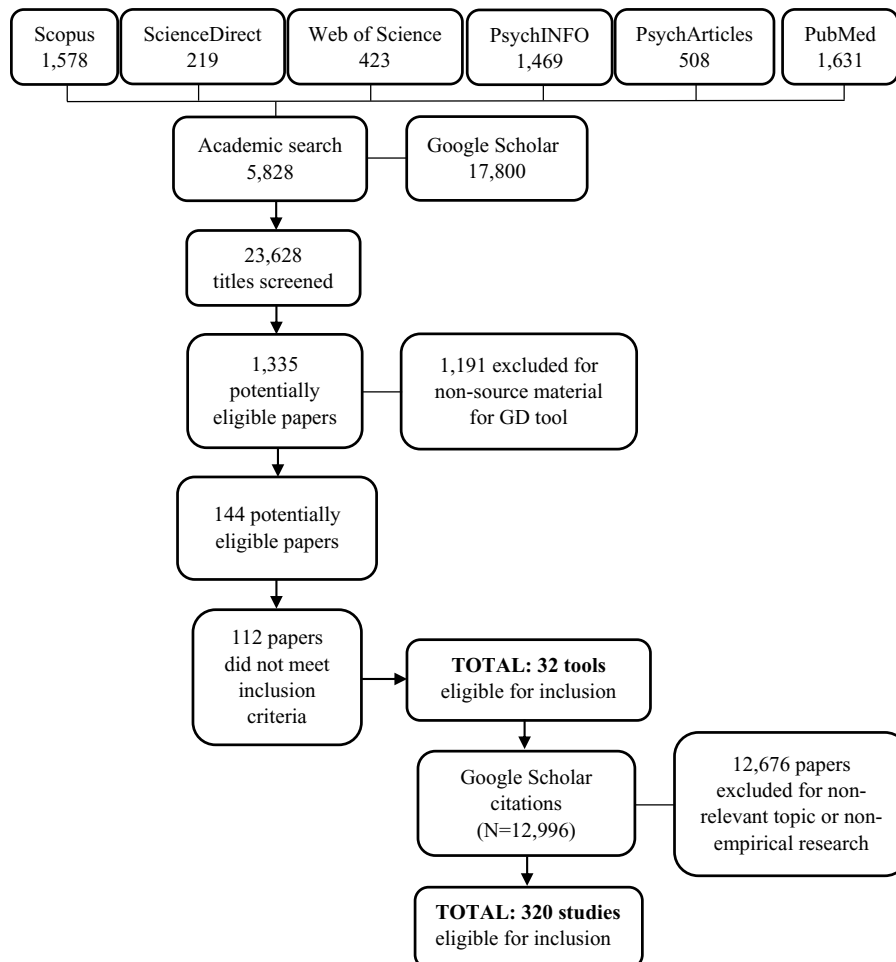 Scopus
1,578
ScienceDirect
219
Web of Science
423
PsychINFO
1,469
PsychArticles
508
PubMed
1,631
Academic search
5,828
Google Scholar
17,800
23,628
titles screened
1,335
potentially
eligible papers
1,191 excluded for
non-source material
for GD tool
144 potentially
eligible papers
112 papers
did not meet
inclusion
criteria
TOTAL: 32 tools
eligible for inclusion
Google Scholar
citations
(N=12,996)
12,676 papers
excluded for non-
relevant topic or non-
empirical research
TOTAL: 320 studies
eligible for inclusion